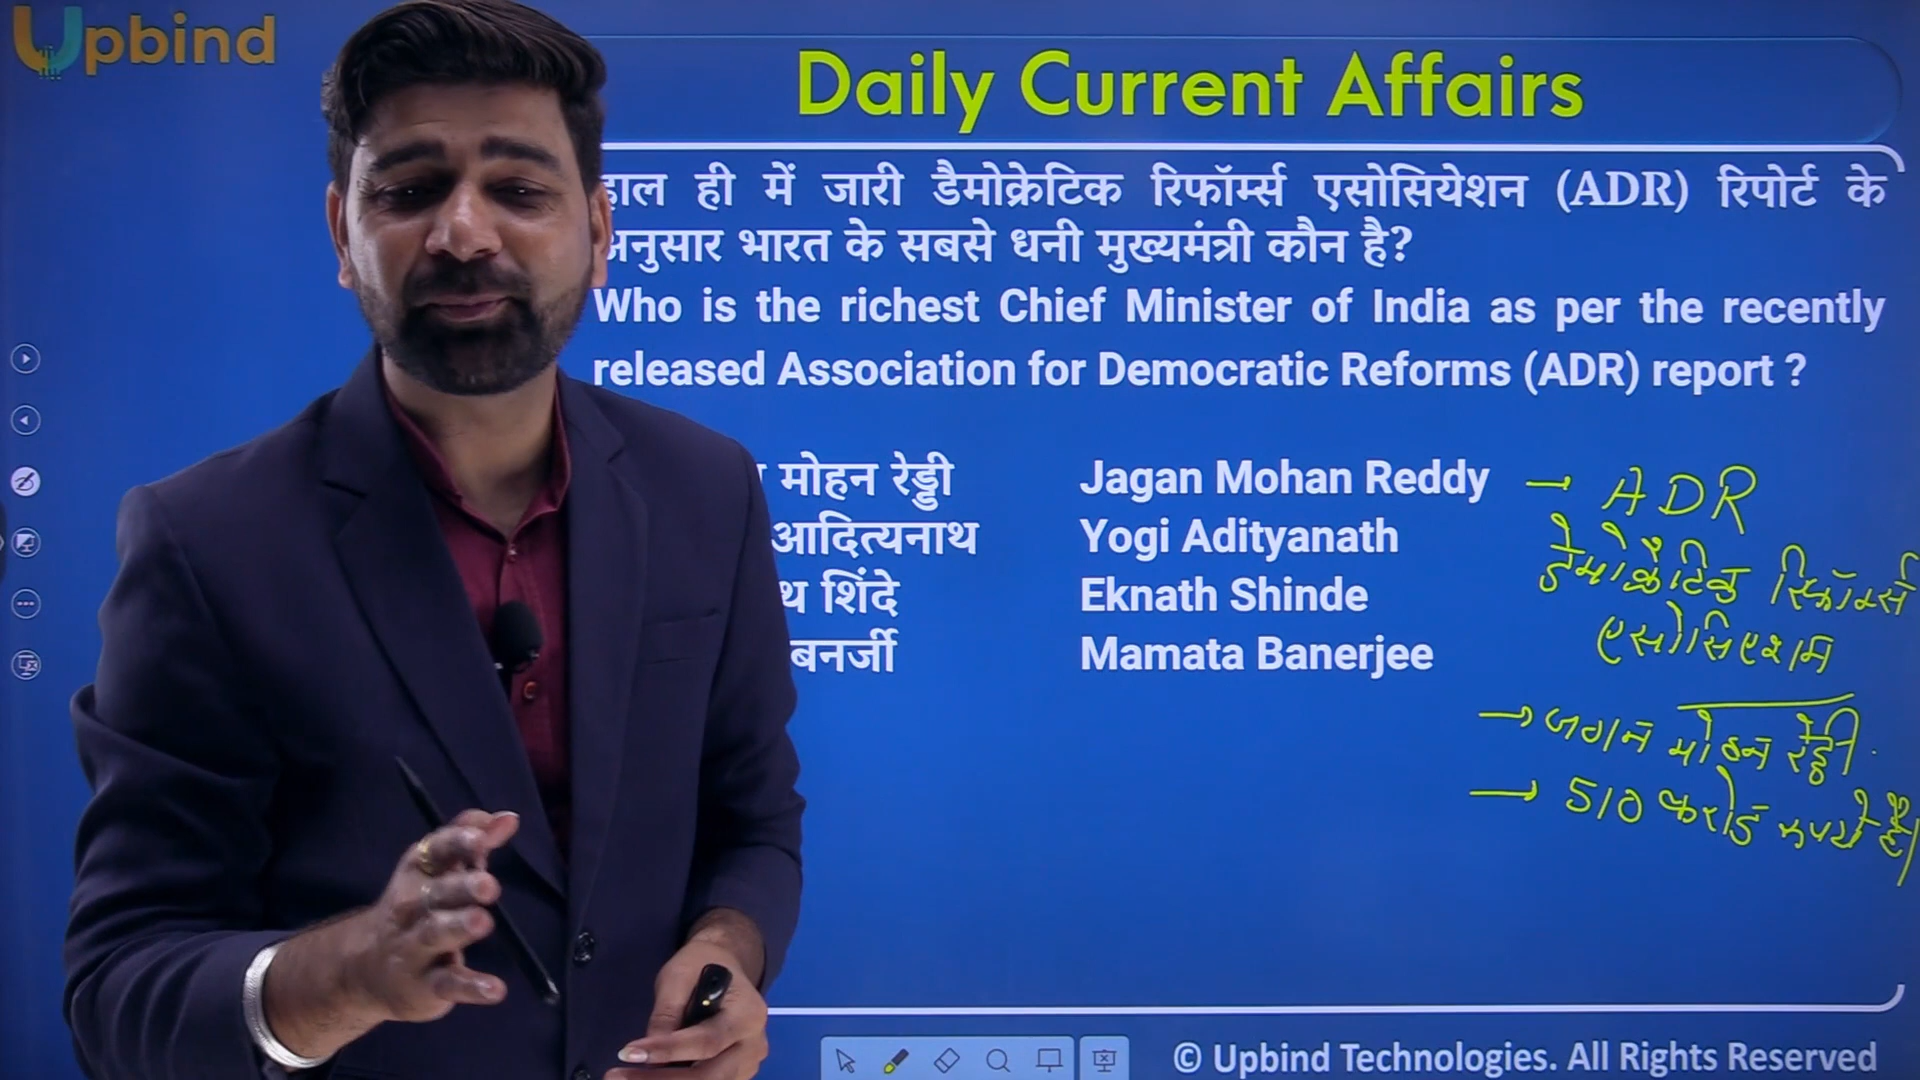 Upbind
Daily Current Affairs
हाल ही में जारी डैमोक्रेटिक रिफॉर्म्स एसोसियेशन (ADR) रिपोर्ट के
अनुसार भारत के सबसे धनी मुख्यमंत्री कौन है?
Who is the richest Chief Minister of India as per the recently
released Association for Democratic Reforms (ADR) report ?
मोहन रेड्डी Jagan Mohan Reddy
आदित्यनाथ Yogi Adityanath
शिंदे Eknath Shinde
बनर्जी Mamata Banerjee
→ ADR
डेमोक्रेटिक रिफॉर्म्स
एसोसिएशन
→ जगन मोहन रेड्डी
→ 510 करोड़ रूपये है।
© Upbind Technologies. All Rights Reserved